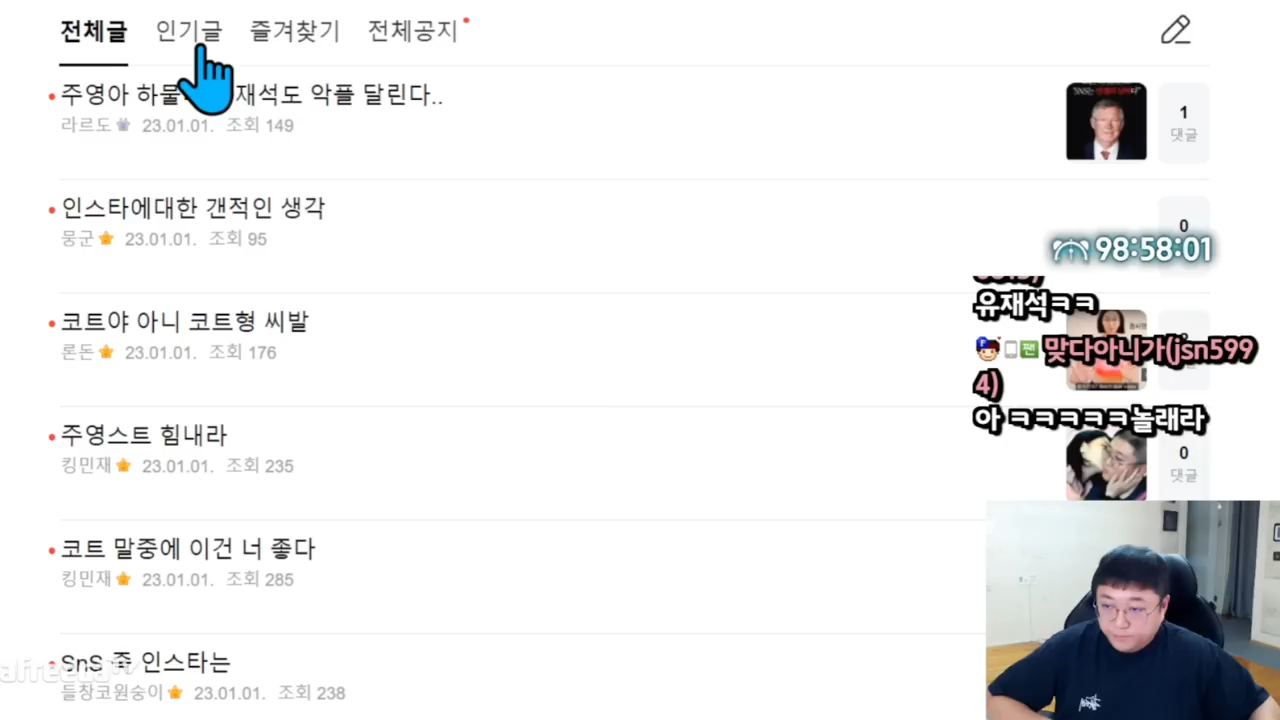 전체글 인기글 즐겨찾기 전체공지
주영아 하물 재석도 악플 달린다..
라르도 23.01.01. 조회 149
1
댓글
인스타에대한 갠적인 생각
뭉군 23.01.01. 조회 95
0
98:58:01
유재석ㅋㅋ
코트야 아니 코트형 씨발
론돈 23.01.01. 조회 176
맞다아니가(jsn599
4)
아 ㅋㅋㅋㅋㅋ놀래라
주영스트 힘내라
킹민재 23.01.01. 조회 235
0
댓글
코트 말중에 이건 너 좋다
킹민재 23.01.01. 조회 285
SnS 쥭 인스타는
들창코원숭이 23.01.01. 조회 238
afreecaTV